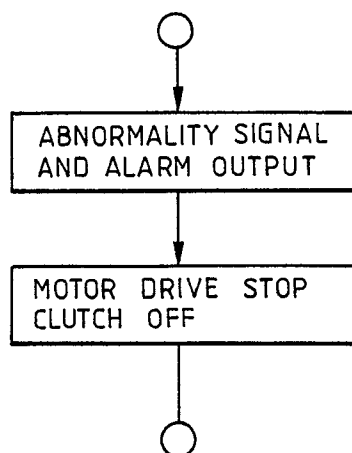 ABNORMALITY SIGNAL
AND ALARM OUTPUT
MOTOR DRIVE STOP
CLUTCH OFF